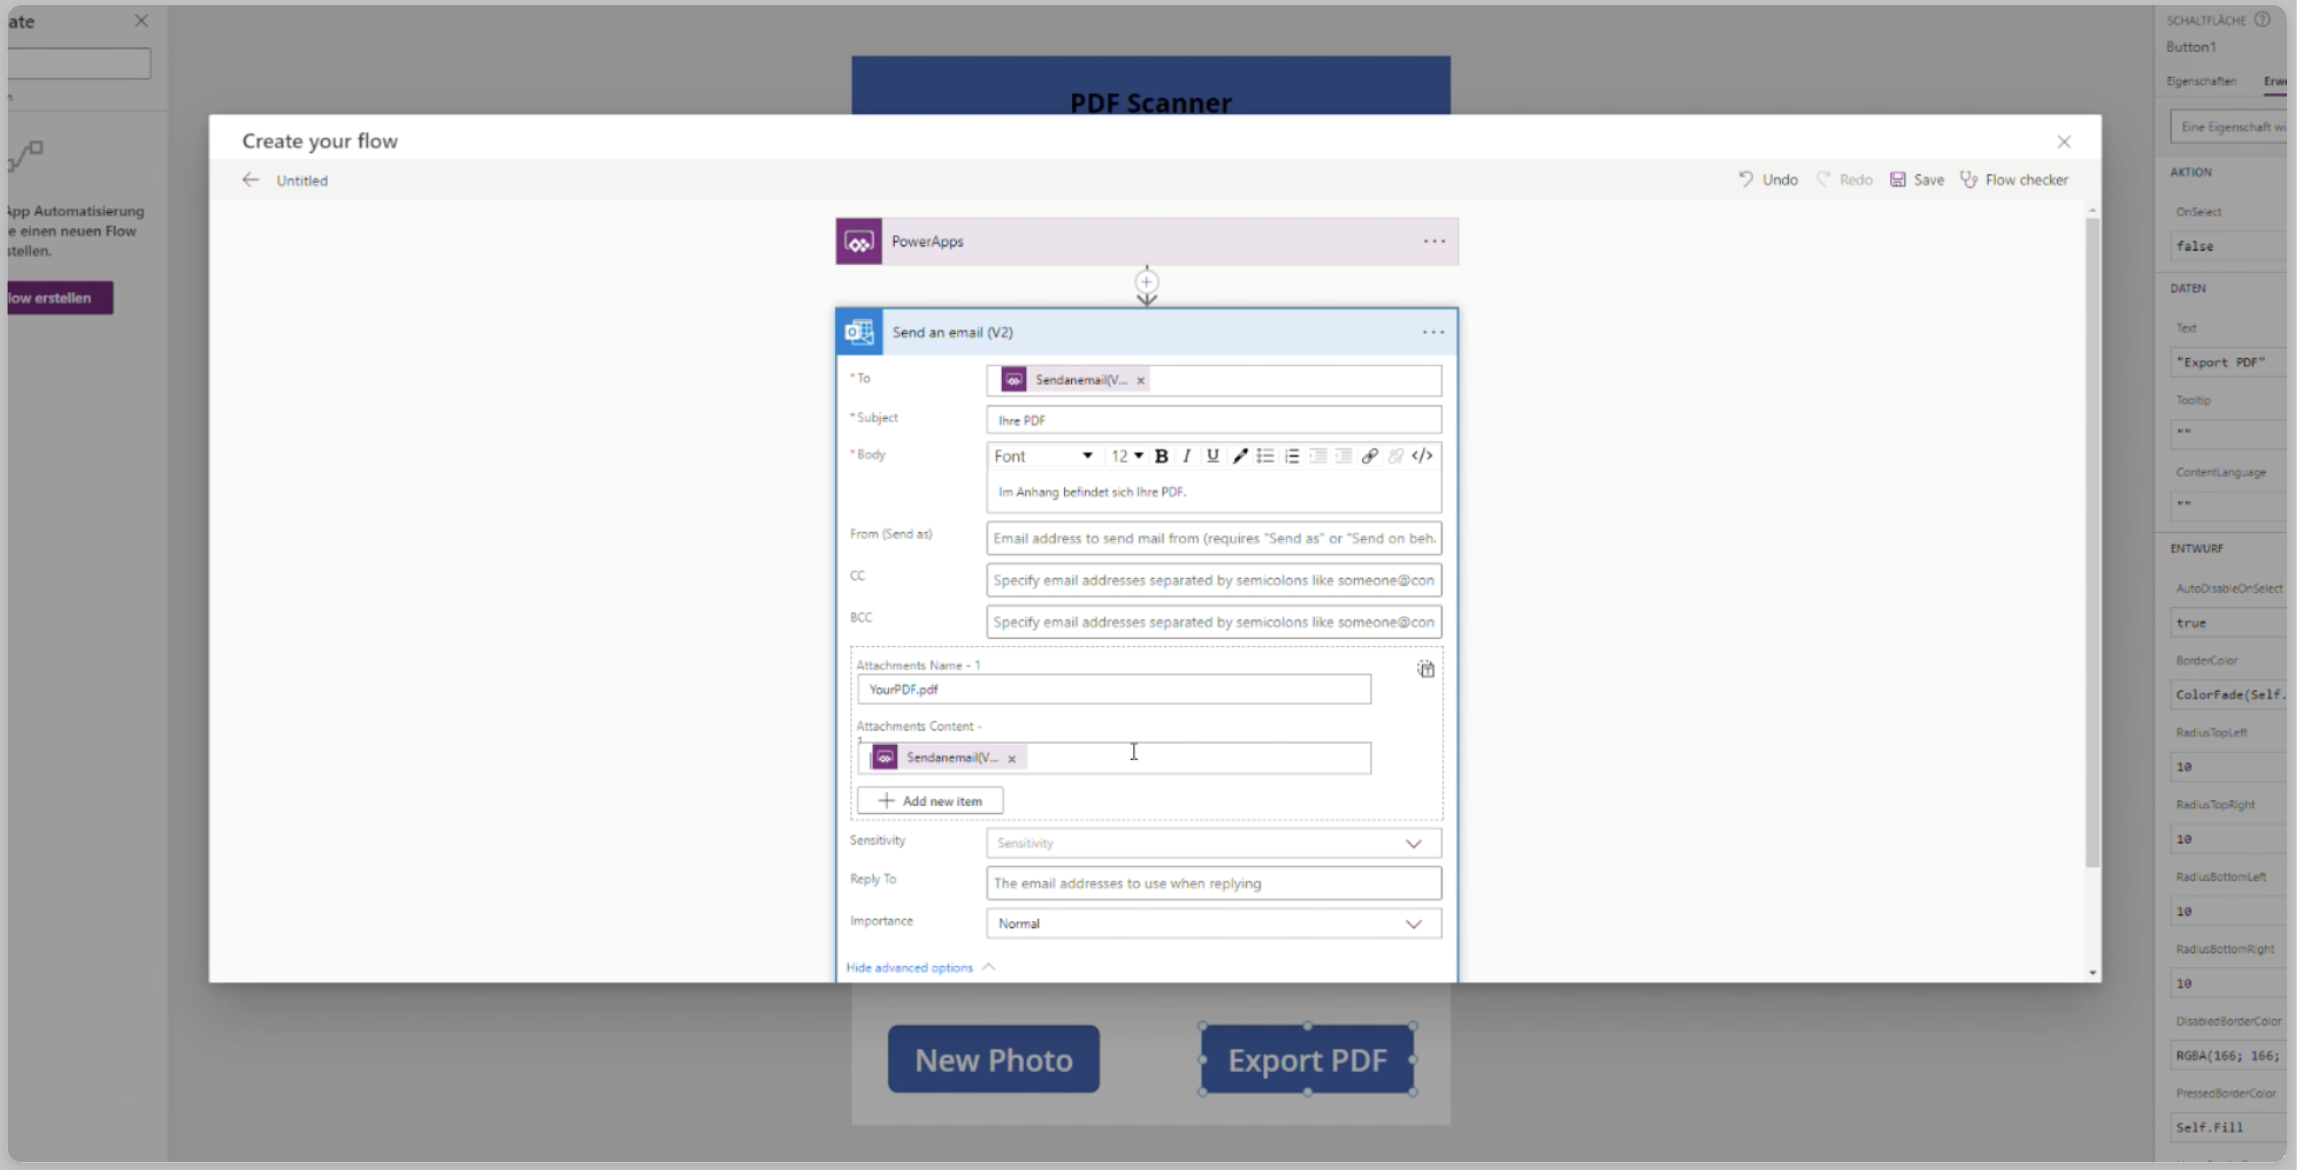 ate
n
App Automatisierung
e einen neuen Flow
stellen.
low erstellen
PDF Scanner
Create your flow
Untitled
Undo
Redo
Save
Flow checker
PowerApps
Send an email (V2)
* To
Sendanemail(V... ×
* Subject
Ihre PDF
* Body
Font 12 B I U </>
Im Anhang befindet sich Ihre PDF.
From (Send as)
Email address to send mail from (requires "Send as" or "Send on beh
CC
Specify email addresses separated by semicolons like someone@con
BCC
Specify email addresses separated by semicolons like someone@con
Attachments Name - 1
YourPDF.pdf
Attachments Content -
1
Sendanemail(V... ×
Add new item
Sensitivity
Sensitivity
Reply To
The email addresses to use when replying
Importance
Normal
Hide advanced options
New Photo
Export PDF
SCHALTFLÄCHE
Button1
Eigenschaften Erwe
Eine Eigenschaft wi
AKTION
OnSelect
false
DATEN
Text
"Export PDF"
Tooltip
""
ContentLanguage
""
ENTWURF
AutoDisableOnSelect
true
BorderColor
ColorFade(Self.
RadiusTopLeft
10
RadiusTopRight
10
RadiusBottomLeft
10
RadiusBottomRight
10
DisabledBorderColor
RGBA(166; 166;
PressedBorderColor
Self.Fill